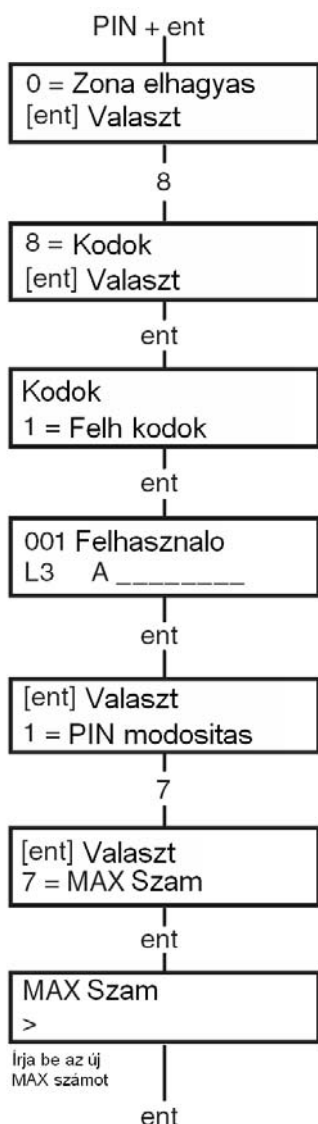 PIN + ent
0 = Zona elhagyas
[ent] Valaszt
8
8 = Kodok
[ent] Valaszt
ent
Kodok
1 = Felh kodok
ent
001 Felhasznalo
L3 A ________
ent
[ent] Valaszt
1 = PIN modositas
7
[ent] Valaszt
7 = MAX Szam
ent
MAX Szam
>
Írja be az új
MAX számot
ent